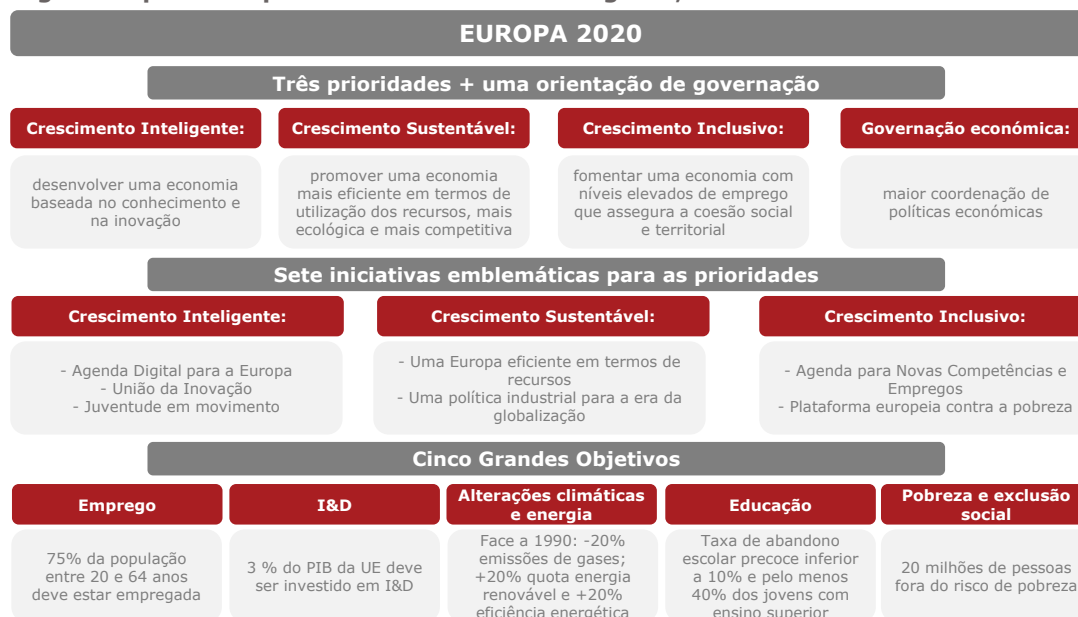 EUROPA 2020
Três prioridades + uma orientação de governação
Crescimento Inteligente:
desenvolver uma economia
baseada no conhecimento e
na inovação
Crescimento Sustentável:
promover uma economia
mais eficiente em termos de
utilização dos recursos, mais
ecológica e mais competitiva
Crescimento Inclusivo:
fomentar uma economia com
níveis elevados de emprego
que assegura a coesão social
e territorial
Governação económica:
maior coordenação de
políticas económicas
Sete iniciativas emblemáticas para as prioridades
Crescimento Inteligente:
- Agenda Digital para a Europa
- União da Inovação
- Juventude em movimento
Crescimento Sustentável:
- Uma Europa eficiente em termos de
recursos
- Uma política industrial para a era da
globalização
Crescimento Inclusivo:
- Agenda para Novas Competências e
Empregos
- Plataforma europeia contra a pobreza
Cinco Grandes Objetivos
Emprego
75% da população
entre 20 e 64 anos
deve estar empregada
I&D
3 % do PIB da UE deve
ser investido em I&D
Alterações climáticas
e energia
Face a 1990: -20%
emissões de gases;
+20% quota energia
renovável e +20%
eficiência energética
Educação
Taxa de abandono
escolar precoce inferior
a 10% e pelo menos
40% dos jovens com
ensino superior
Pobreza e exclusão
social
20 milhões de pessoas
fora do risco de pobreza